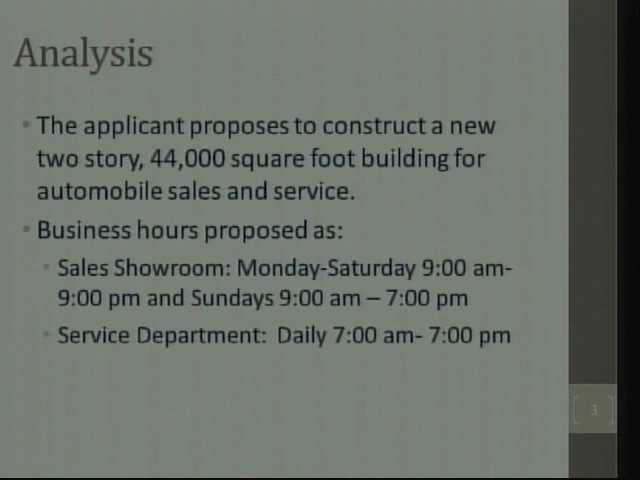 Analysis
The applicant proposes to construct a new
two story, 44,000 square foot building for
automobile sales and service.
Business hours proposed as:
Sales Showroom: Monday-Saturday 9:00 am-
9:00 pm and Sundays 9:00 am – 7:00 pm
Service Department: Daily 7:00 am- 7:00 pm
3